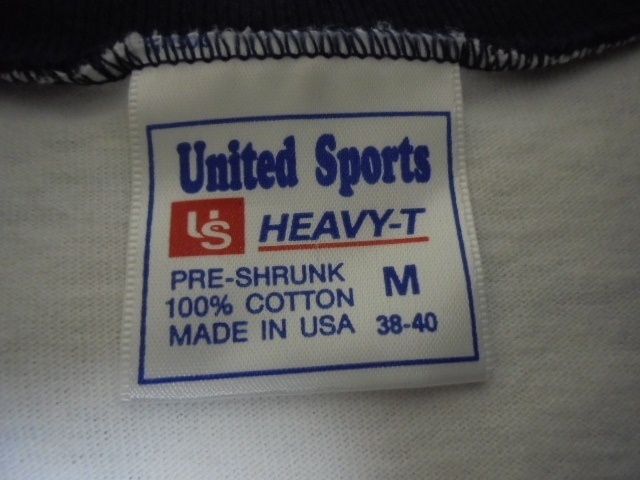 United Sports
US HEAVY-T
PRE-SHRUNK
100% COTTON M
MADE IN USA 38-40